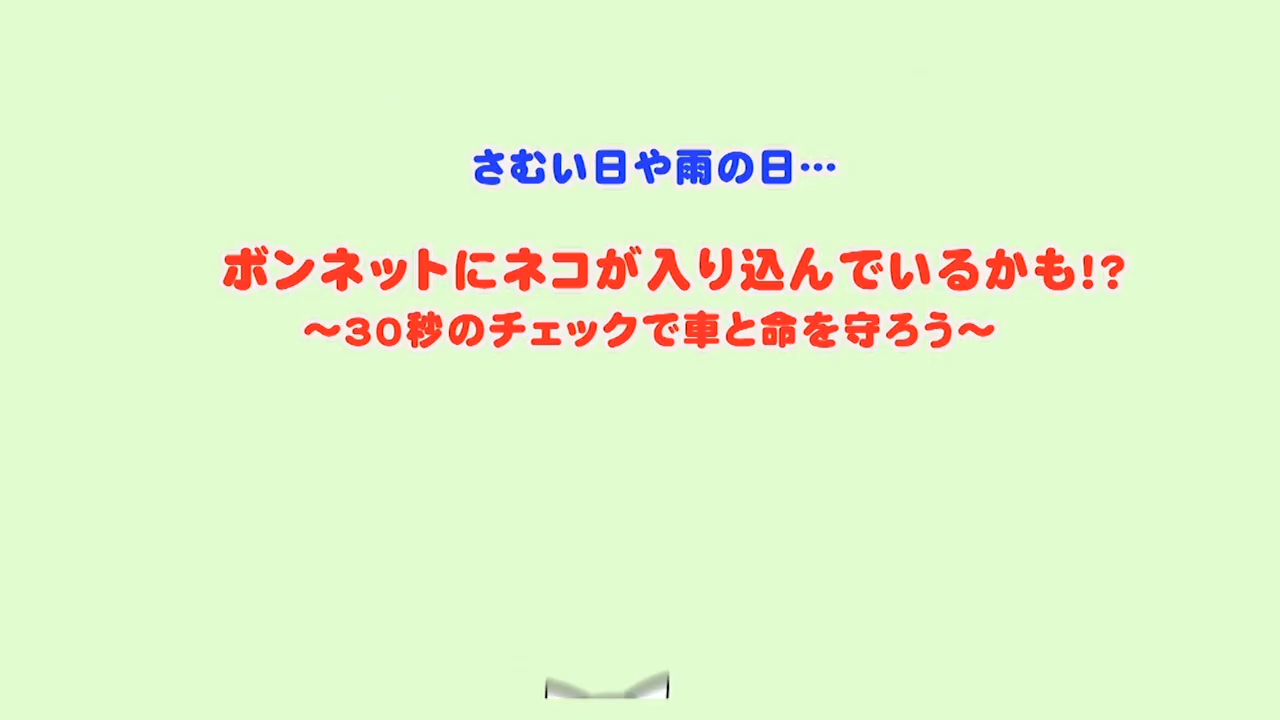 さむい日や雨の日…
ボンネットにネコが入り込んでいるかも!?
～30秒のチェックで車と命を守ろう～